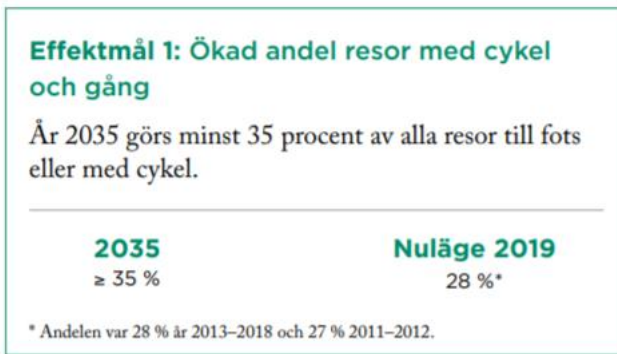 Effektmål 1: Ökad andel resor med cykel
och gång
År 2035 görs minst 35 procent av alla resor till fots
eller med cykel.
2035
≥ 35 %
Nuläge 2019
28 %*
* Andelen var 28 % år 2013–2018 och 27 % 2011–2012.